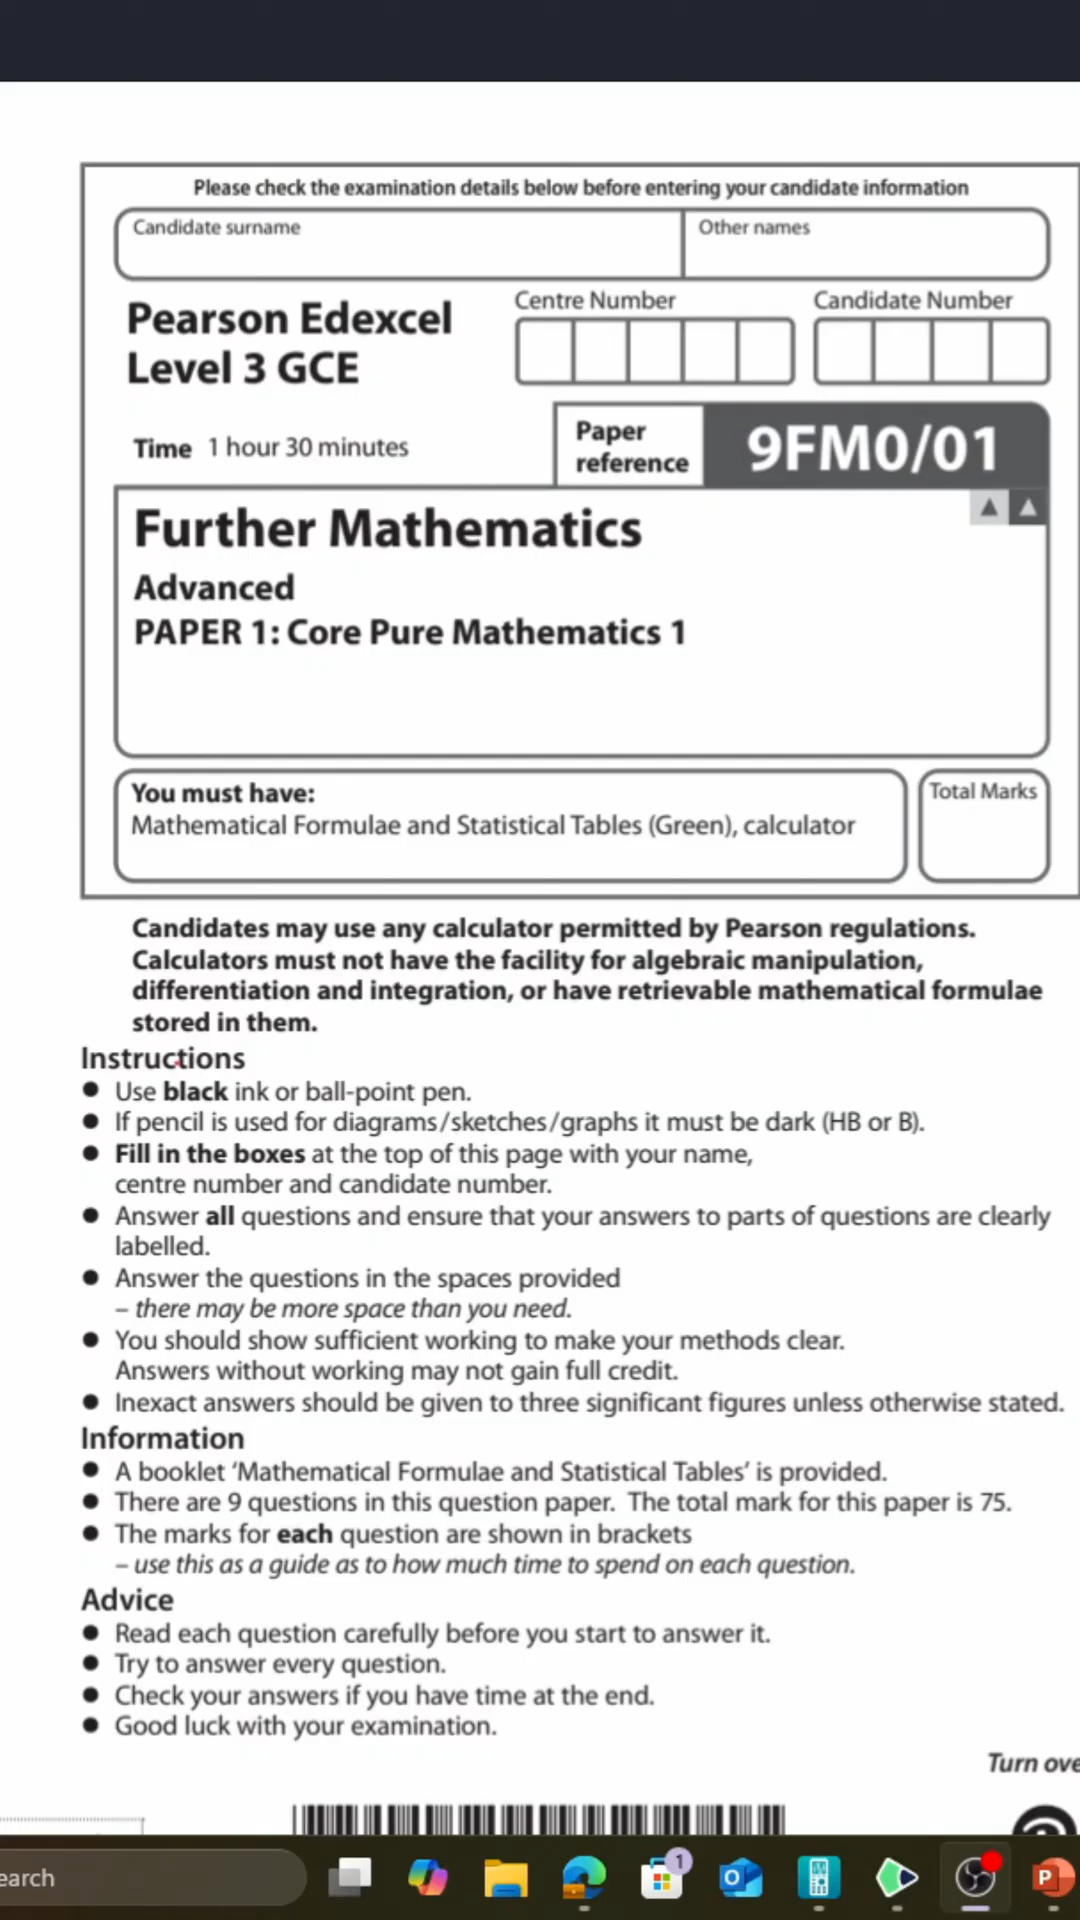 Please check the examination details below before entering your candidate information
Candidate surname
Other names
Pearson Edexcel
Level 3 GCE
Centre Number
Candidate Number
Time 1 hour 30 minutes
Paper
reference
9FM0/01
Further Mathematics
Advanced
PAPER 1: Core Pure Mathematics 1
You must have:
Mathematical Formulae and Statistical Tables (Green), calculator
Total Marks
Candidates may use any calculator permitted by Pearson regulations.
Calculators must not have the facility for algebraic manipulation,
differentiation and integration, or have retrievable mathematical formulae
stored in them.
Instructions
● Use black ink or ball-point pen.
● If pencil is used for diagrams/sketches/graphs it must be dark (HB or B).
● Fill in the boxes at the top of this page with your name,
centre number and candidate number.
● Answer all questions and ensure that your answers to parts of questions are clearly
labelled.
● Answer the questions in the spaces provided
– there may be more space than you need.
● You should show sufficient working to make your methods clear.
Answers without working may not gain full credit.
● Inexact answers should be given to three significant figures unless otherwise stated.
Information
● A booklet ‘Mathematical Formulae and Statistical Tables’ is provided.
● There are 9 questions in this question paper. The total mark for this paper is 75.
● The marks for each question are shown in brackets
– use this as a guide as to how much time to spend on each question.
Advice
● Read each question carefully before you start to answer it.
● Try to answer every question.
● Check your answers if you have time at the end.
● Good luck with your examination.
Turn ove
earch
1